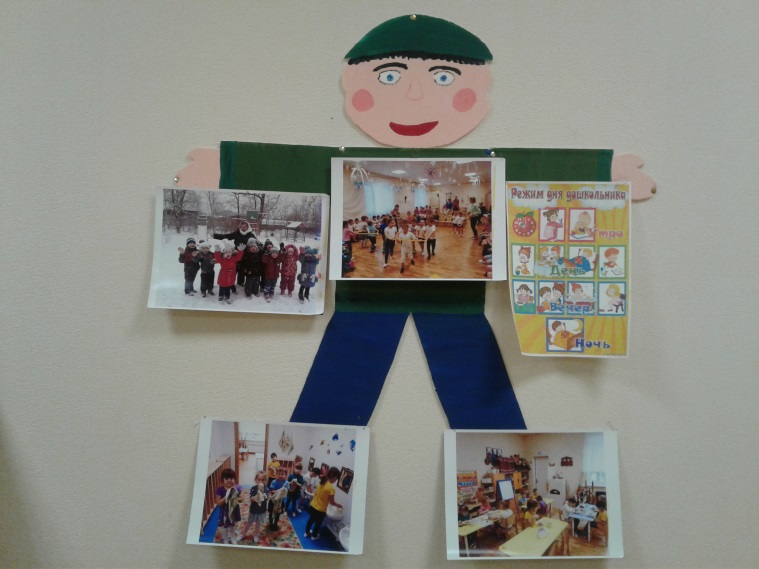 Режим дня дошкольника
Утро
День
Вечер
Ночь